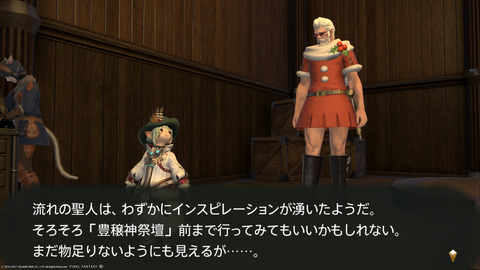 流れの聖人は、わずかにインスピレーションが湧いたようだ。
そろそろ「豊穣神祭壇」前まで行ってみてもいいかもしれない。
まだ物足りないようにも見えるが……。